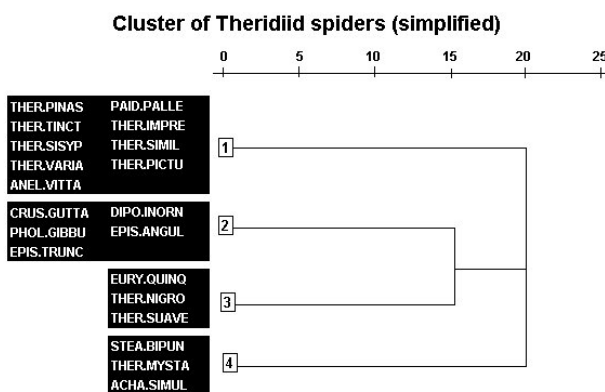 Cluster of Theridiid spiders (simplified)
0 5 10 15 20 25
THER.PINAS PAID.PALLE
THER.TINCT THER.IMPRE
THER.SISYP THER.SIMIL
THER.VARIA THER.PICTU
ANEL.VITTA
1
CRUS.GUTTA DIPO.INORN
PHOL.GIBBU EPIS.ANGUL
EPIS.TRUNC
2
EURY.QUINQ
THER.NIGRO
THER.SUAVE
3
STEA.BIPUN
THER.MYSTA
ACHA.SIMUL
4